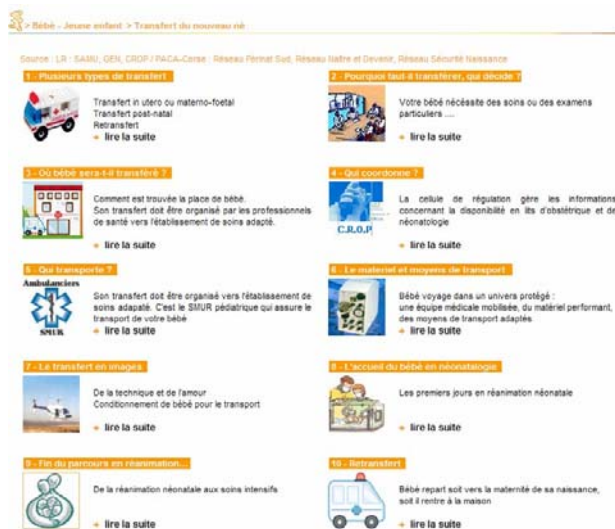 > Bébé - Jeune enfant > Transfert du nouveau né
Source : LR : SAMU, GEN, CROP / PACA-Corse : Réseau Périnat Sud, Réseau Naître et Devenir, Réseau Sécurité Naissance
1 - Plusieurs types de transfert
Transfert in utero ou materno-foetal
Transfert post-natal
Retransfert
lire la suite
2 - Pourquoi faut-il transférer, qui décide ?
Votre bébé nécessite des soins ou des examens
particuliers ....
lire la suite
3 - Où bébé sera-t-il transféré ?
Comment est trouvée la place de bébé.
Son transfert doit être organisé par les professionnels
de santé vers l'établissement de soins adapté.
lire la suite
4 - Qui coordonne ?
C.R.O.P
La cellule de régulation gère les informations
concernant la disponibilité en lits d'obstétrique et de
néonatologie
lire la suite
5 - Qui transporte ?
Ambulanciers
SMUR
Son transfert doit être organisé vers l'établissement de
soins adapaté. C'est le SMUR pédiatrique qui assure le
transport de votre bébé
lire la suite
6 - Le materiel et moyens de transport
Bébé voyage dans un univers protégé :
une équipe médicale mobilisée, du matériel performant,
des moyens de transport adaptés
lire la suite
7 - Le transfert en images
De la technique et de l'amour
Conditionnement de bébé pour le transport
lire la suite
8 - L'accueil du bébé en néonatalogie
Les premiers jours en réanimation néonatale
lire la suite
9 - Fin du parcours en réanimation...
De la réanimation néonatale aux soins intensifs
lire la suite
10 - Retransfert
Bébé repart soit vers la maternité de sa naissance,
soit il rentre à la maison
lire la suite